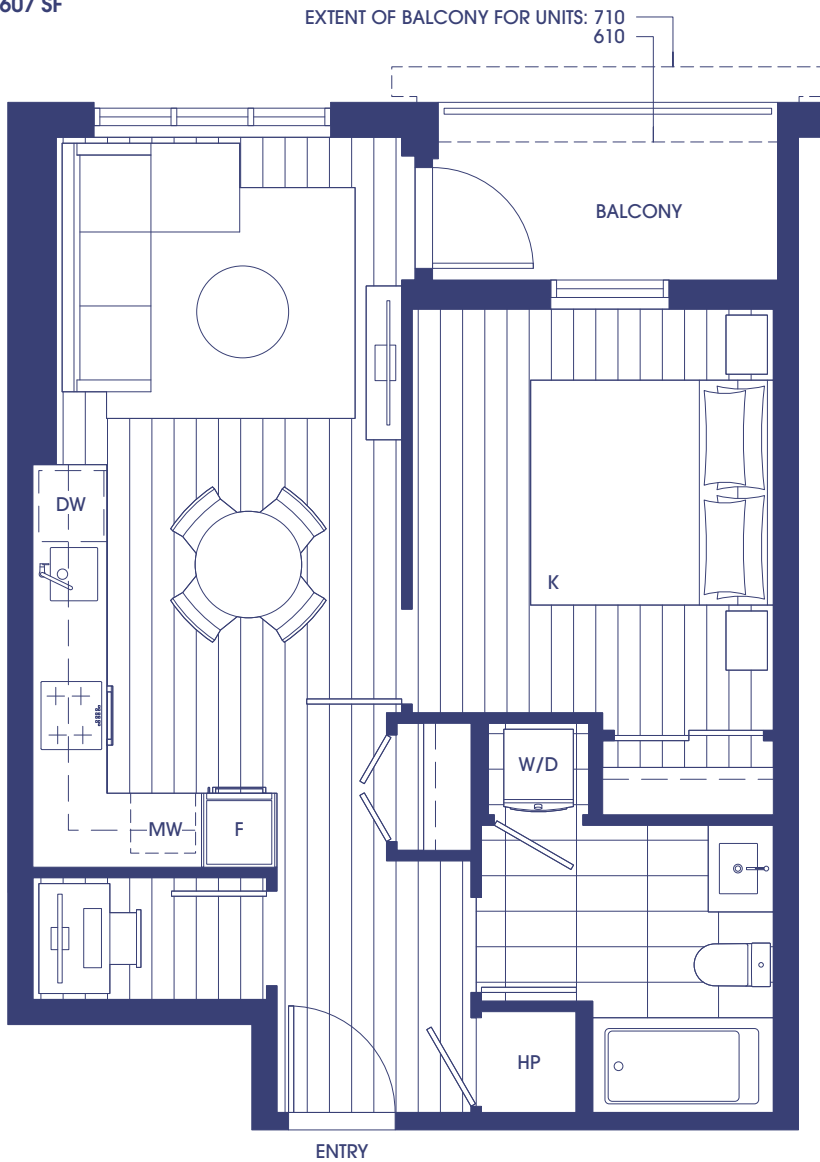 607 SF
EXTENT OF BALCONY FOR UNITS: 710
610
BALCONY
DW
K
W/D
MW
F
HP
ENTRY